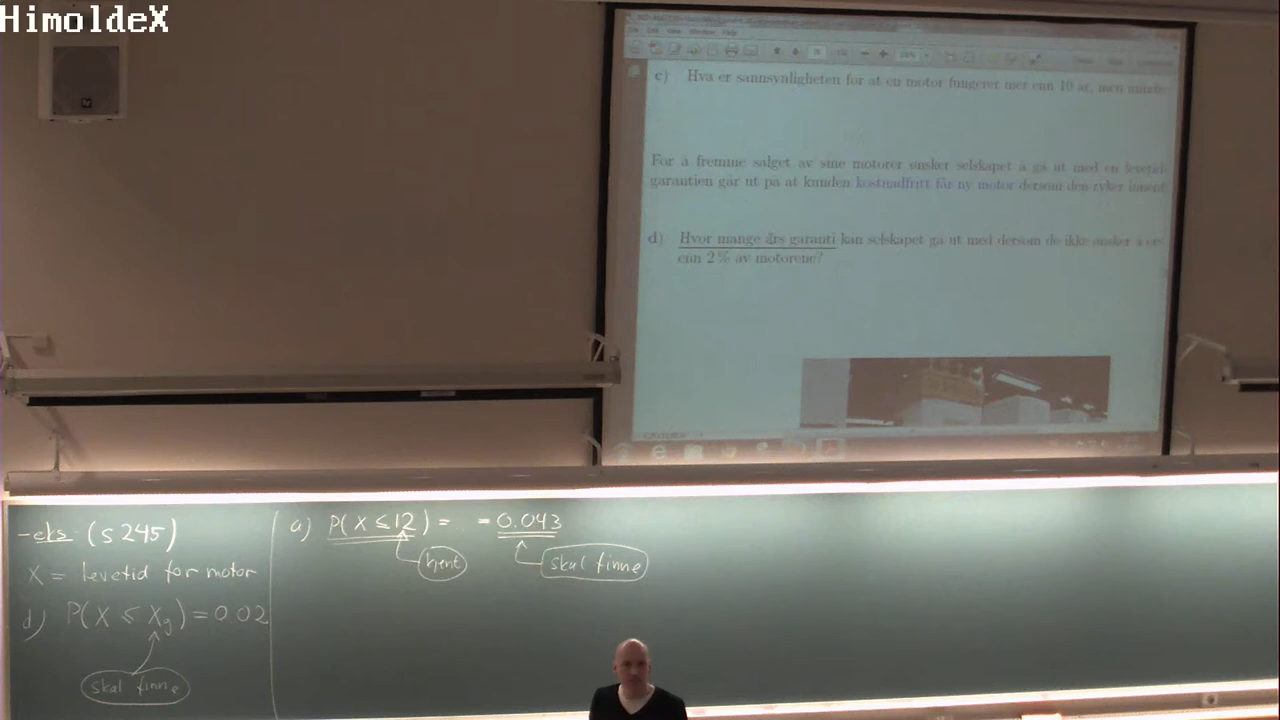 HimoldeX
c) Hva er sannsynligheten for at en motor fungerer mer enn 10 år, men mindre
For å fremme salget av sine motorer ønsker selskapet å gå ut med en levetid
garantien går ut på at kunden kostnadfritt får ny motor dersom den ryker innen
d) Hvor mange års garanti kan selskapet gå ut med dersom de ikke ønsker å
enn 2 % av motorene?
-eks (s 245)
X = levetid for motor
d) P(X ≤ Xg) = 0.02
skal finne
a) P(X ≤ 12) = = 0.043
kjent
skal finne